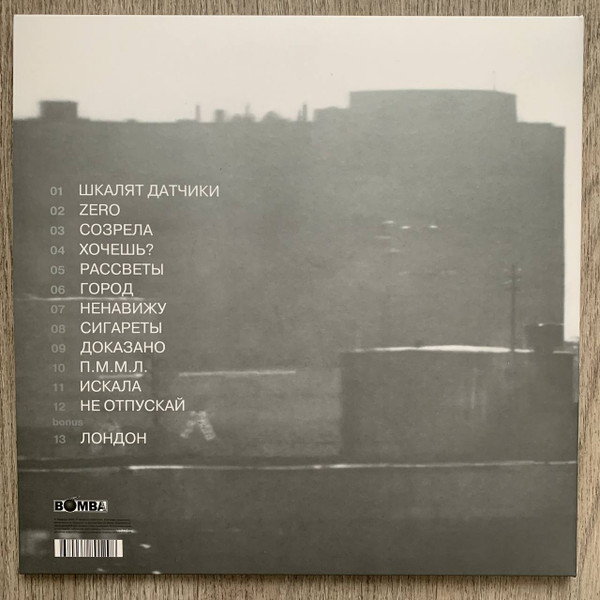 01 ШКАЛЯТ ДАТЧИКИ
02 ZERO
03 СОЗРЕЛА
04 ХОЧЕШЬ?
05 РАССВЕТЫ
06 ГОРОД
07 НЕНАВИЖУ
08 СИГАРЕТЫ
09 ДОКАЗАНО
10 П.М.М.Л.
11 ИСКАЛА
12 НЕ ОТПУСКАЙ
bonus
13 ЛОНДОН
BOMBA